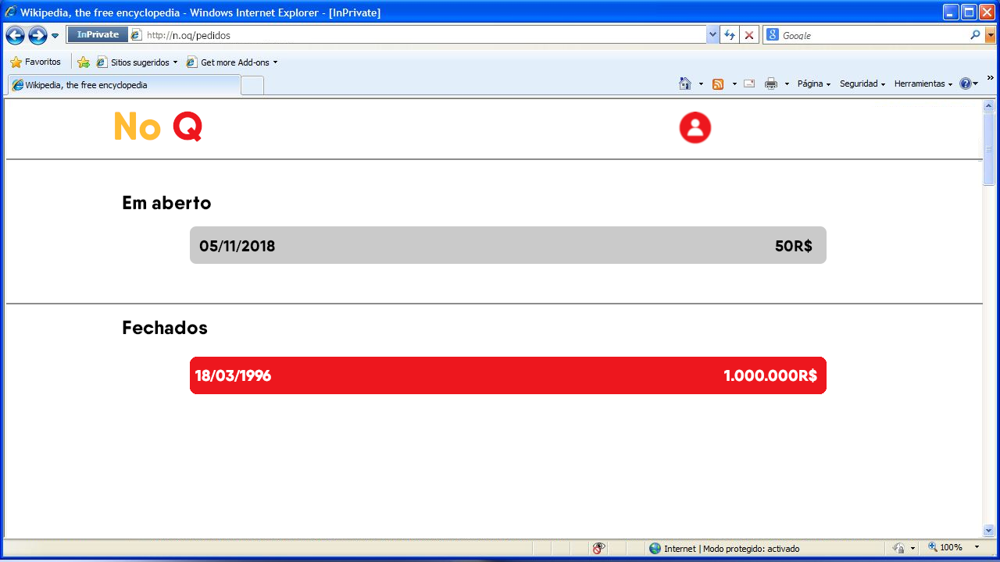 Wikipedia, the free encyclopedia - Windows Internet Explorer - [InPrivate]
InPrivate http://n.oq/pedidos Google
Favoritos Sitios sugeridos Get more Add-ons
Wikipedia, the free encyclopedia Página Seguridad Herramientas
No Q
Em aberto
05/11/2018 50R$
Fechados
18/03/1996 1.000.000R$
Internet | Modo protegido: activado 100%